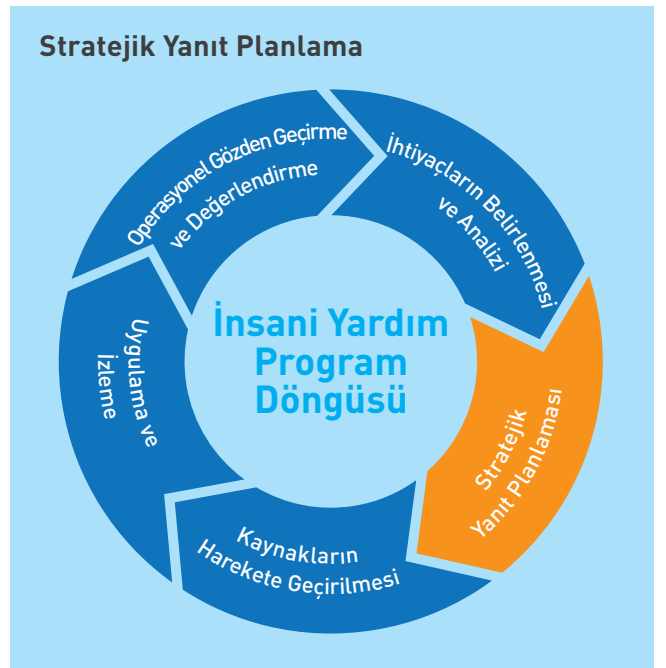 Stratejik Yanıt Planlama
İhtiyaçların Belirlenmesi
ve Analizi
Stratejik
Yanıt Planlaması
Kaynakların
Harekete Geçirilmesi
Uygulama ve
İzleme
Operasyonel Gözden Geçirme
ve Değerlendirme
İnsani Yardım
Program
Döngüsü